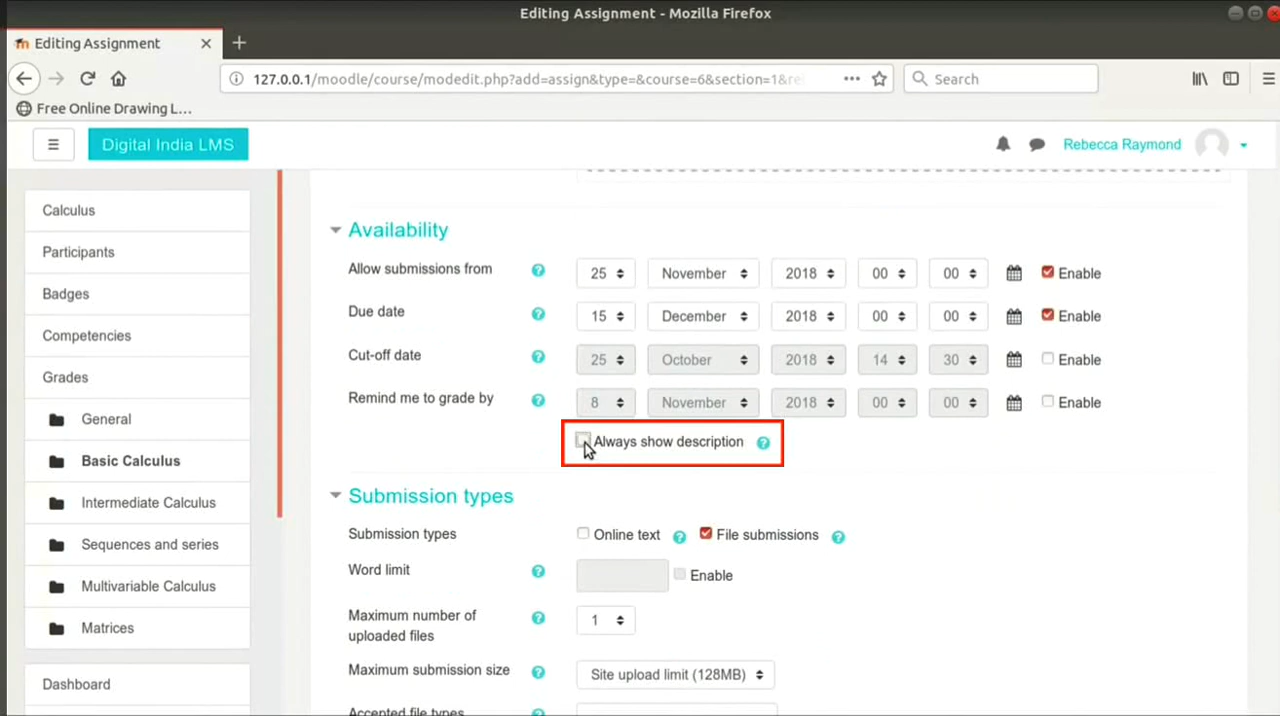 Editing Assignment - Mozilla Firefox
Editing Assignment
127.0.0.1/moodle/course/modedit.php?add=assign&type=&course=6&section=1&re
Search
Free Online Drawing L...
Digital India LMS
Rebecca Raymond
Calculus
Participants
Badges
Competencies
Grades
General
Basic Calculus
Intermediate Calculus
Sequences and series
Multivariable Calculus
Matrices
Dashboard
Availability
Allow submissions from ? 25 November 2018 00 00 Enable
Due date ? 15 December 2018 00 00 Enable
Cut-off date ? 25 October 2018 14 30 Enable
Remind me to grade by ? 8 November 2018 00 00 Enable
Always show description ?
Submission types
Submission types Online text ? File submissions ?
Word limit ? Enable
Maximum number of
uploaded files ? 1
Maximum submission size ? Site upload limit (128MB)
Accepted file types